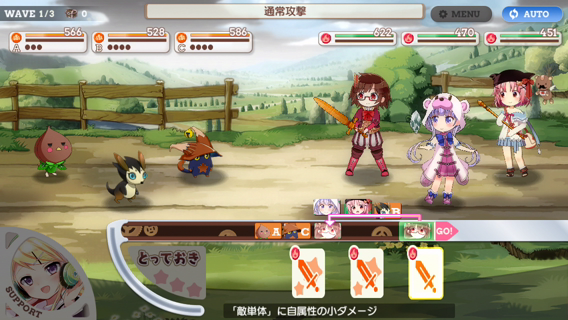 WAVE 1/3 0
通常攻撃
MENU
AUTO
566
528
586
622
470
451
A
B
C
B
A
C
GO!
とっておき
SUPPORT
「敵単体」に自属性の小ダメージ